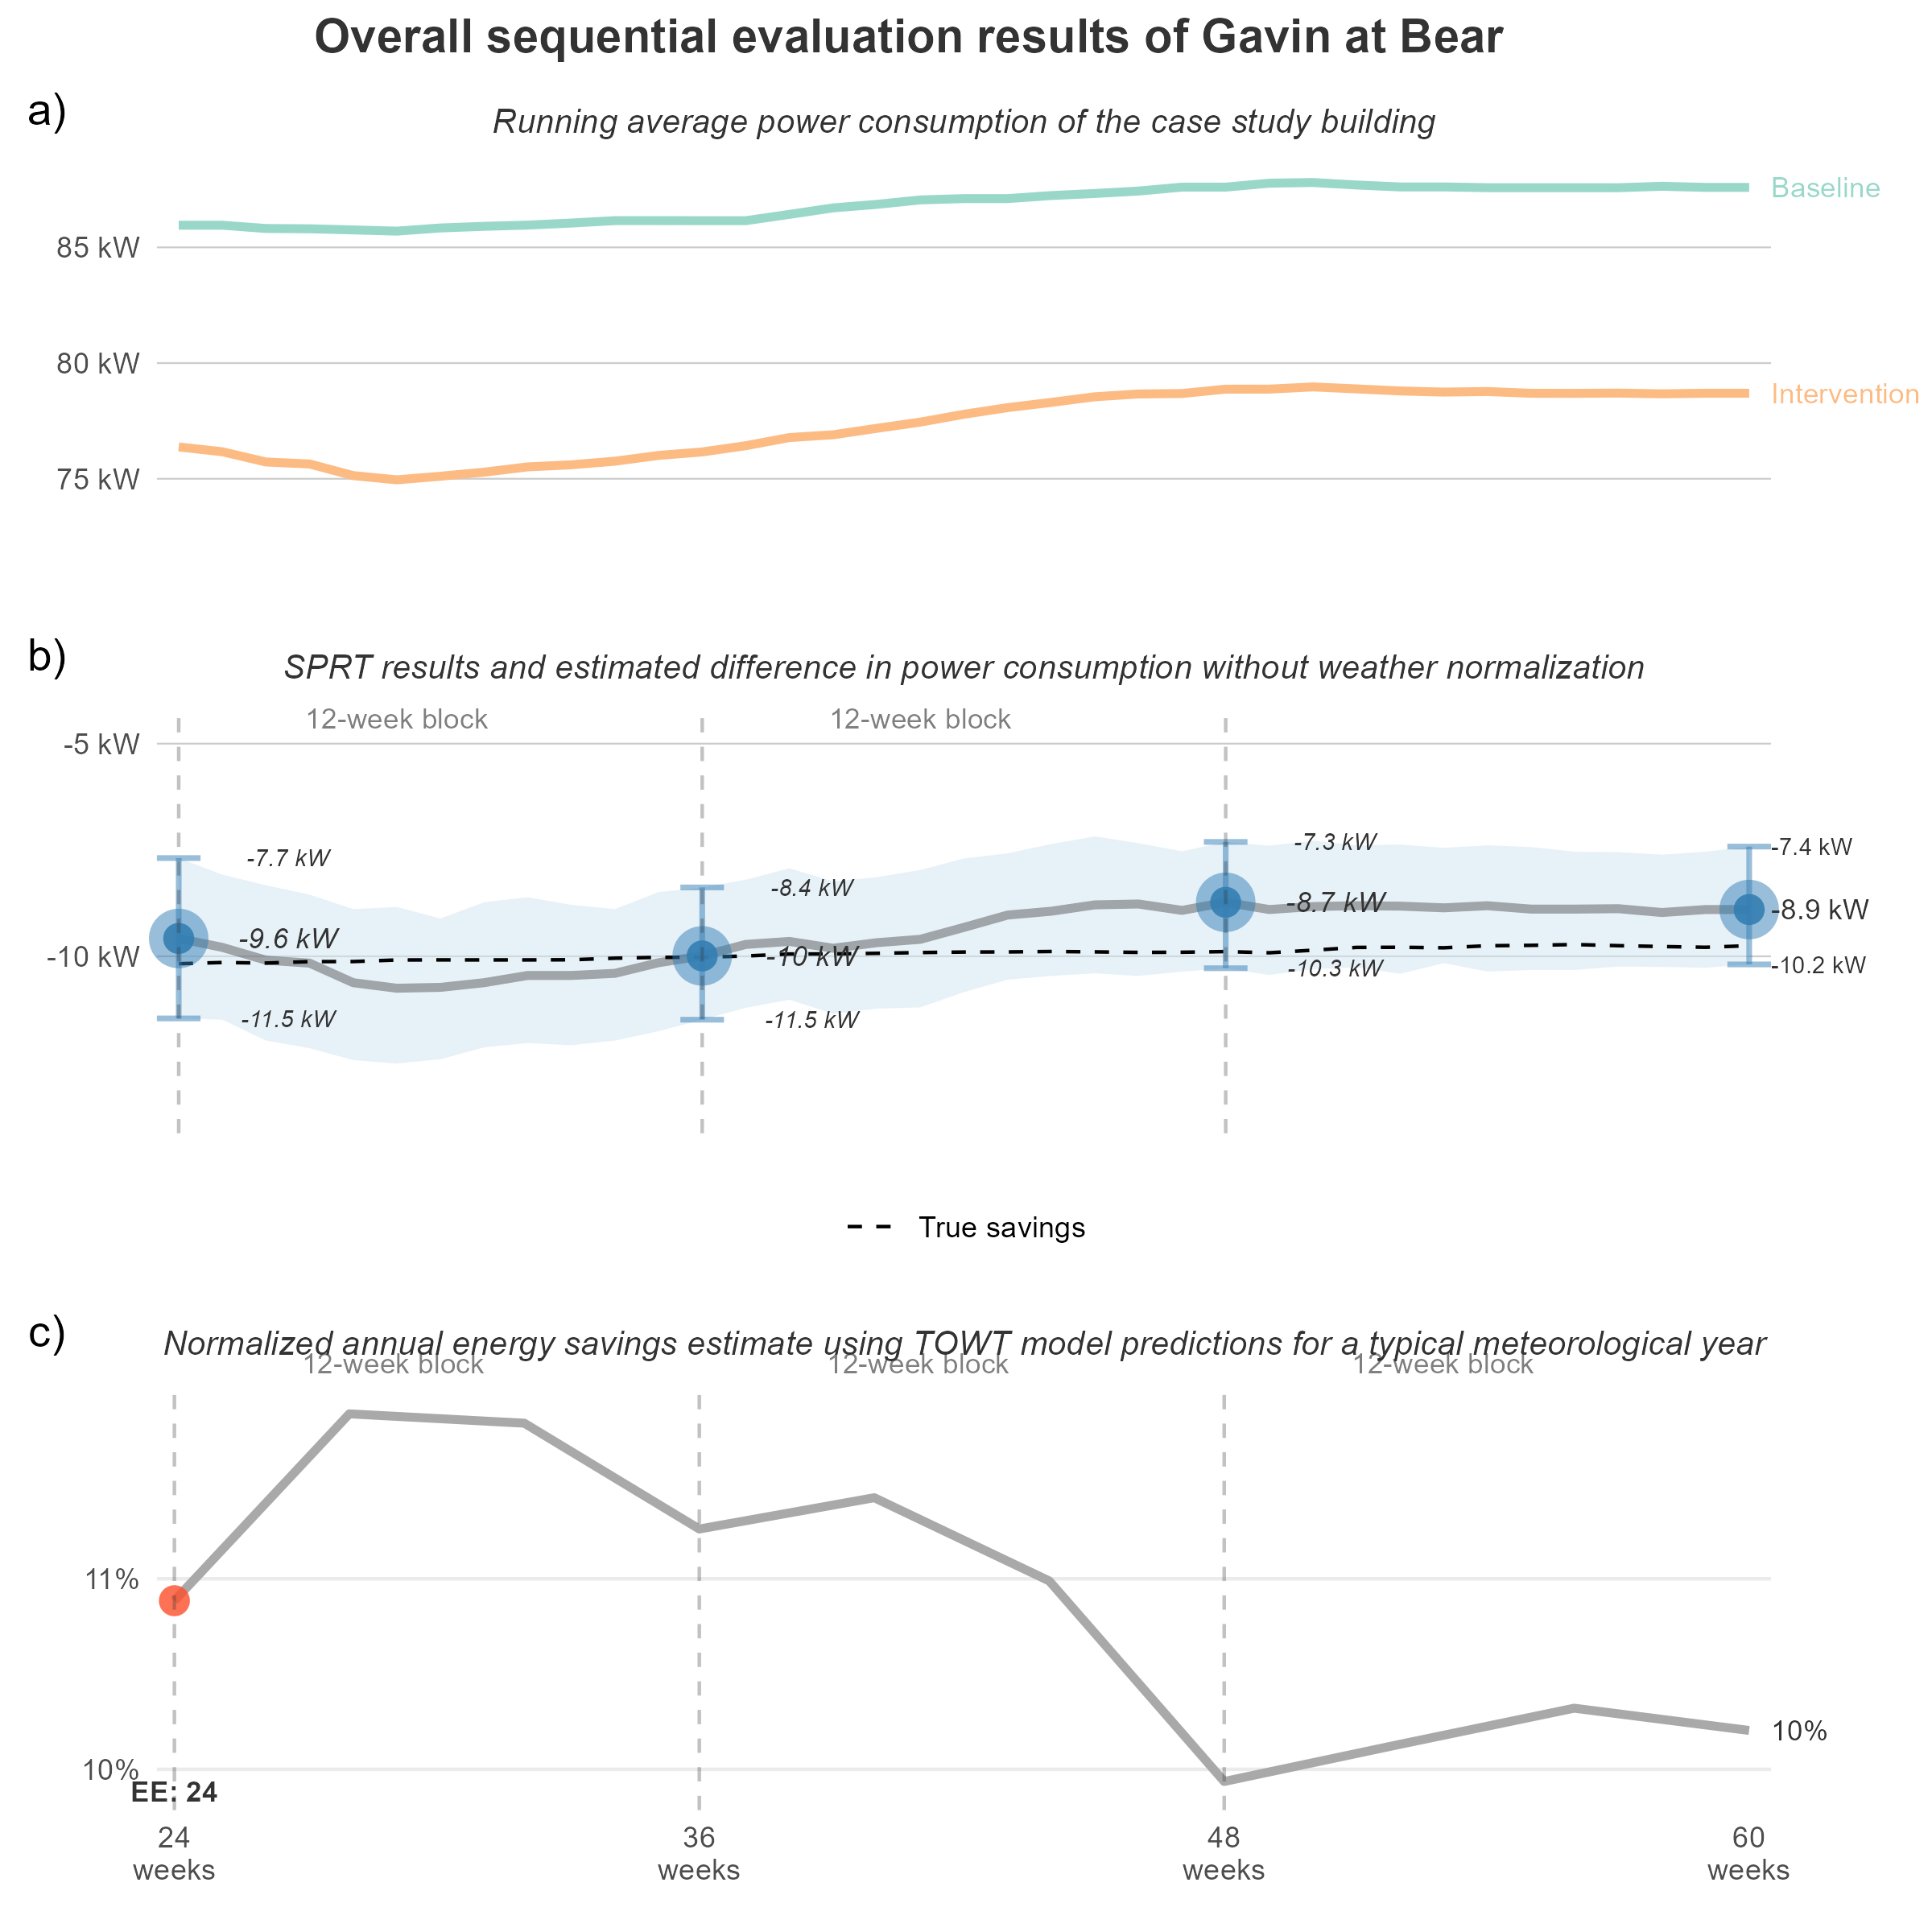 Overall sequential evaluation results of Gavin at Bear
a)
Running average power consumption of the case study building
Baseline
85 kW
80 kW
Intervention
75 kW
b)
SPRT results and estimated difference in power consumption without weather normalization
12-week block
12-week block
-5 kW
-7.7 kW
-8.4 kW
-7.3 kW
-7.4 kW
-9.6 kW
-10 kW
-8.7 kW
-8.9 kW
-10 kW
-11.5 kW
-11.5 kW
-10.3 kW
-10.2 kW
True savings
c)
Normalized annual energy savings estimate using TOWT model predictions for a typical meteorological year
12-week block
12-week block
12-week block
11%
10%
10%
EE: 24
24
weeks
36
weeks
48
weeks
60
weeks